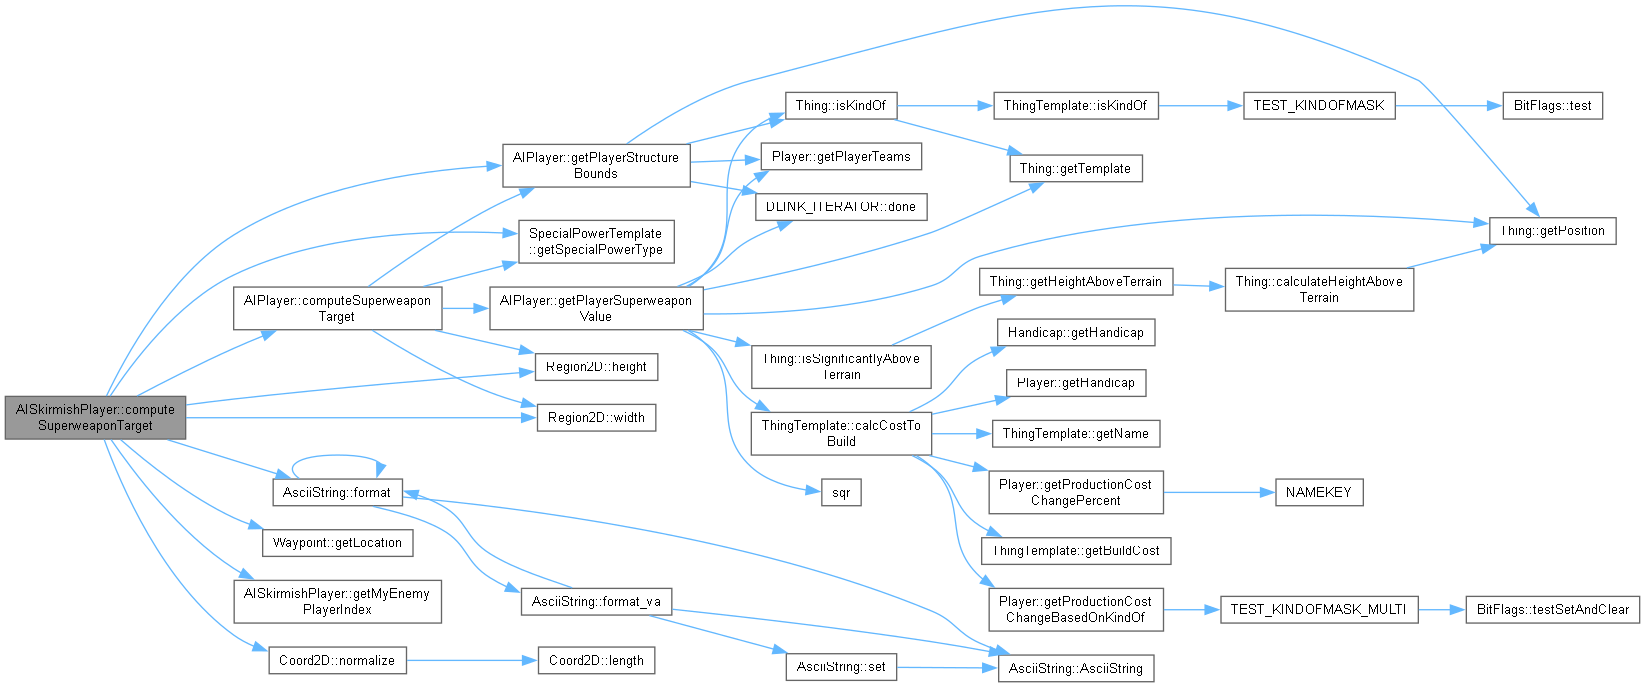 AISkirmishPlayer::compute
SuperweaponTarget
AIPlayer::getPlayerStructure
Bounds
SpecialPowerTemplate
::getSpecialPowerType
AIPlayer::computeSuperweapon
Target
AIPlayer::getPlayerSuperweapon
Value
Region2D::height
Region2D::width
AsciiString::format
Waypoint::getLocation
AISkirmishPlayer::getMyEnemy
PlayerIndex
Coord2D::normalize
AsciiString::format_va
Coord2D::length
Thing::isKindOf
Player::getPlayerTeams
DLINK_ITERATOR::done
Thing::isSignificantlyAbove
Terrain
ThingTemplate::calcCostTo
Build
sqr
AsciiString::set
ThingTemplate::isKindOf
Thing::getTemplate
Thing::getHeightAboveTerrain
Handicap::getHandicap
Player::getHandicap
ThingTemplate::getName
Player::getProductionCost
ChangePercent
ThingTemplate::getBuildCost
Player::getProductionCost
ChangeBasedOnKindOf
AsciiString::AsciiString
TEST_KINDOFMASK
Thing::calculateHeightAbove
Terrain
NAMEKEY
TEST_KINDOFMASK_MULTI
BitFlags::test
Thing::getPosition
BitFlags::testSetAndClear